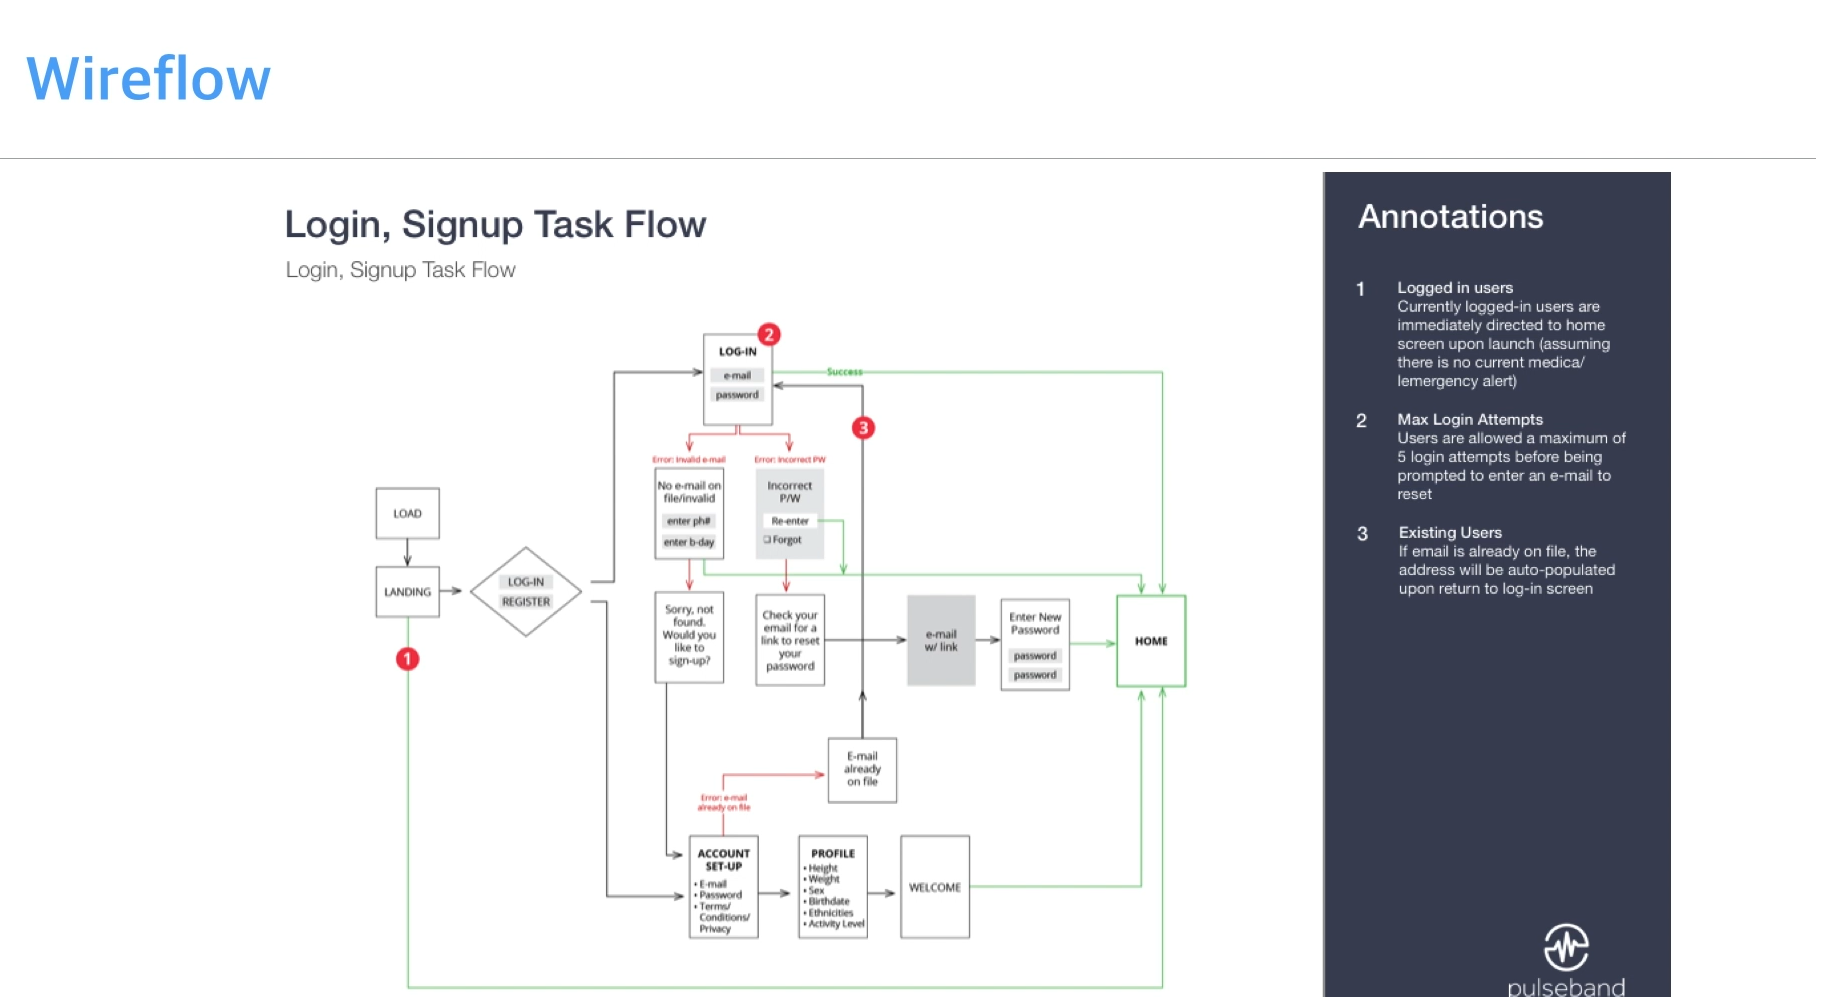 Wireflow
Login, Signup Task Flow
Login, Signup Task Flow
2
LOG-IN
e-mail
password
Success
3
Error: Invalid e-mail
Error: Incorrect PW
No e-mail on
file/invalid
enter ph#
enter b-day
Incorrect
P/W
Re-enter
Forgot
LOAD
LANDING
LOG-IN
REGISTER
1
Sorry, not
found.
Would you
like to
sign-up?
Check your
email for a
link to reset
your
password
e-mail
w/ link
Enter New
Password
password
password
HOME
E-mail
already
on file
Error: e-mail
already on file
ACCOUNT
SET-UP
• E-mail
• Password
• Terms/
Conditions/
Privacy
PROFILE
• Height
• Weight
• Sex
• Birthdate
• Ethnicities
• Activity Level
WELCOME
Annotations
1 Logged in users
Currently logged-in users are
immediately directed to home
screen upon launch (assuming
there is no current medica/
lemergency alert)
2 Max Login Attempts
Users are allowed a maximum of
5 login attempts before being
prompted to enter an e-mail to
reset
3 Existing Users
If email is already on file, the
address will be auto-populated
upon return to log-in screen
pulseband